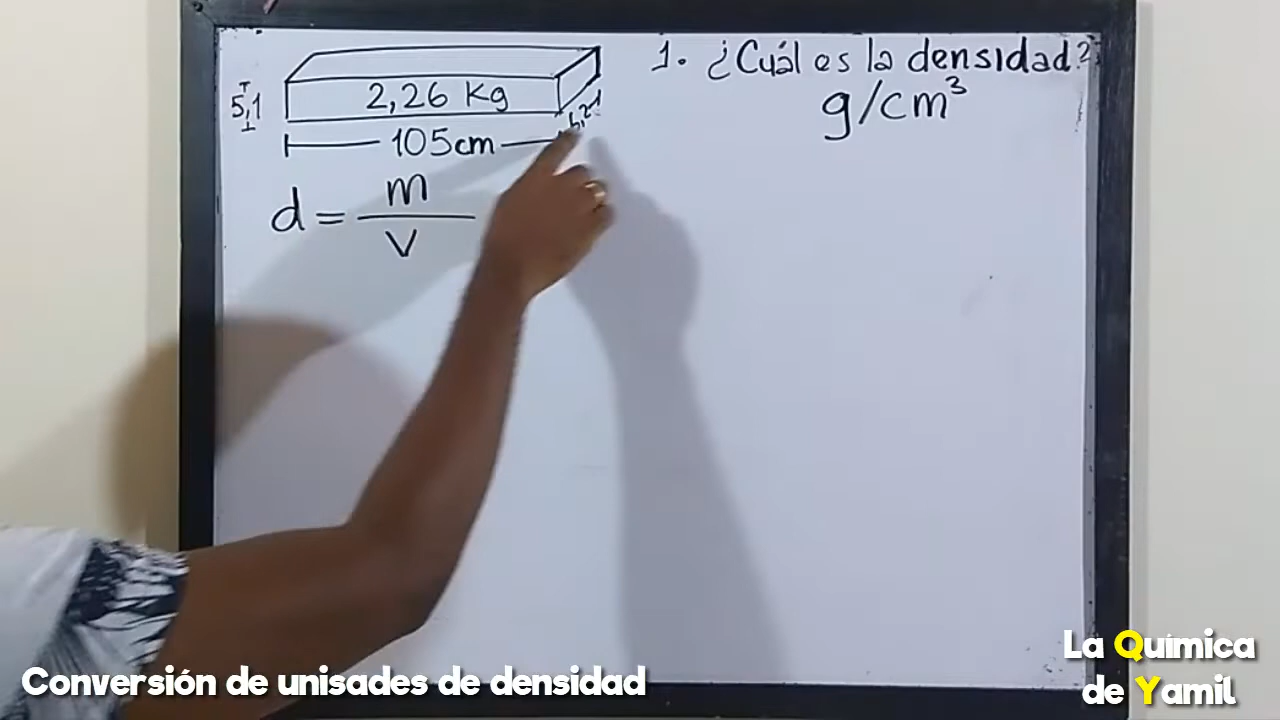 1. ¿Cuál es la densidad?
g/cm³
5,1
2,26 Kg
105cm
d = m
v
Conversión de unisades de densidad
La Química
de Yamil